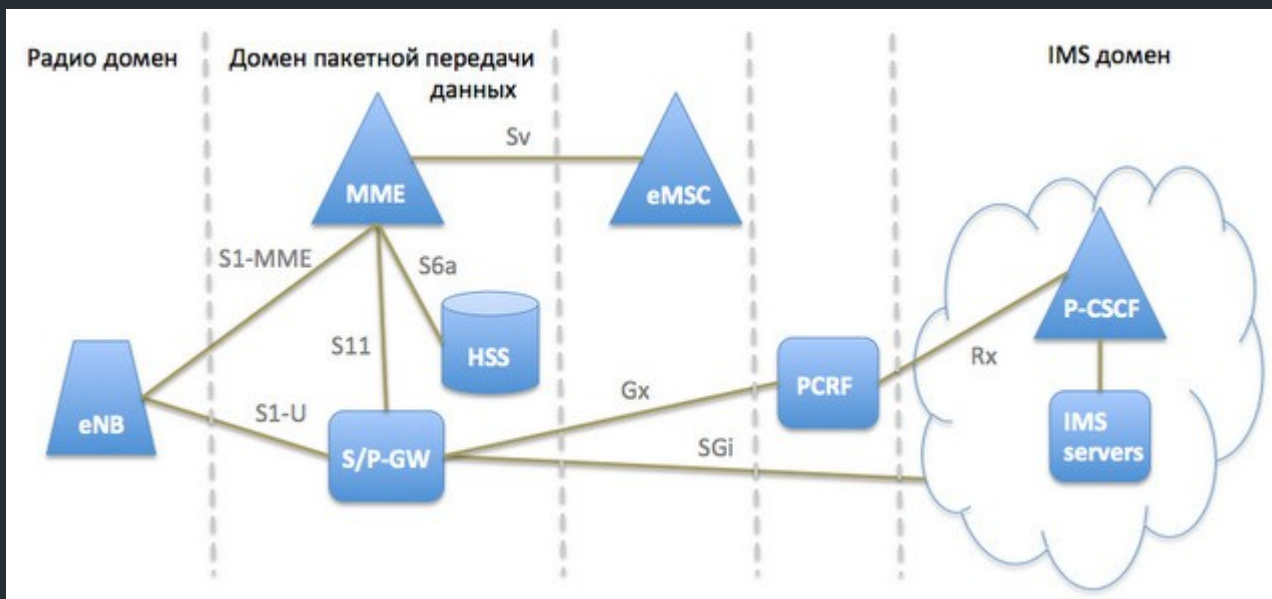 Радио домен
Домен пакетной передачи
данных
IMS домен
Sv
MME
eMSC
S1-MME
S6a
P-CSCF
S11
HSS
Rx
PCRF
Gx
eNB
S1-U
IMS
servers
S/P-GW
SGi